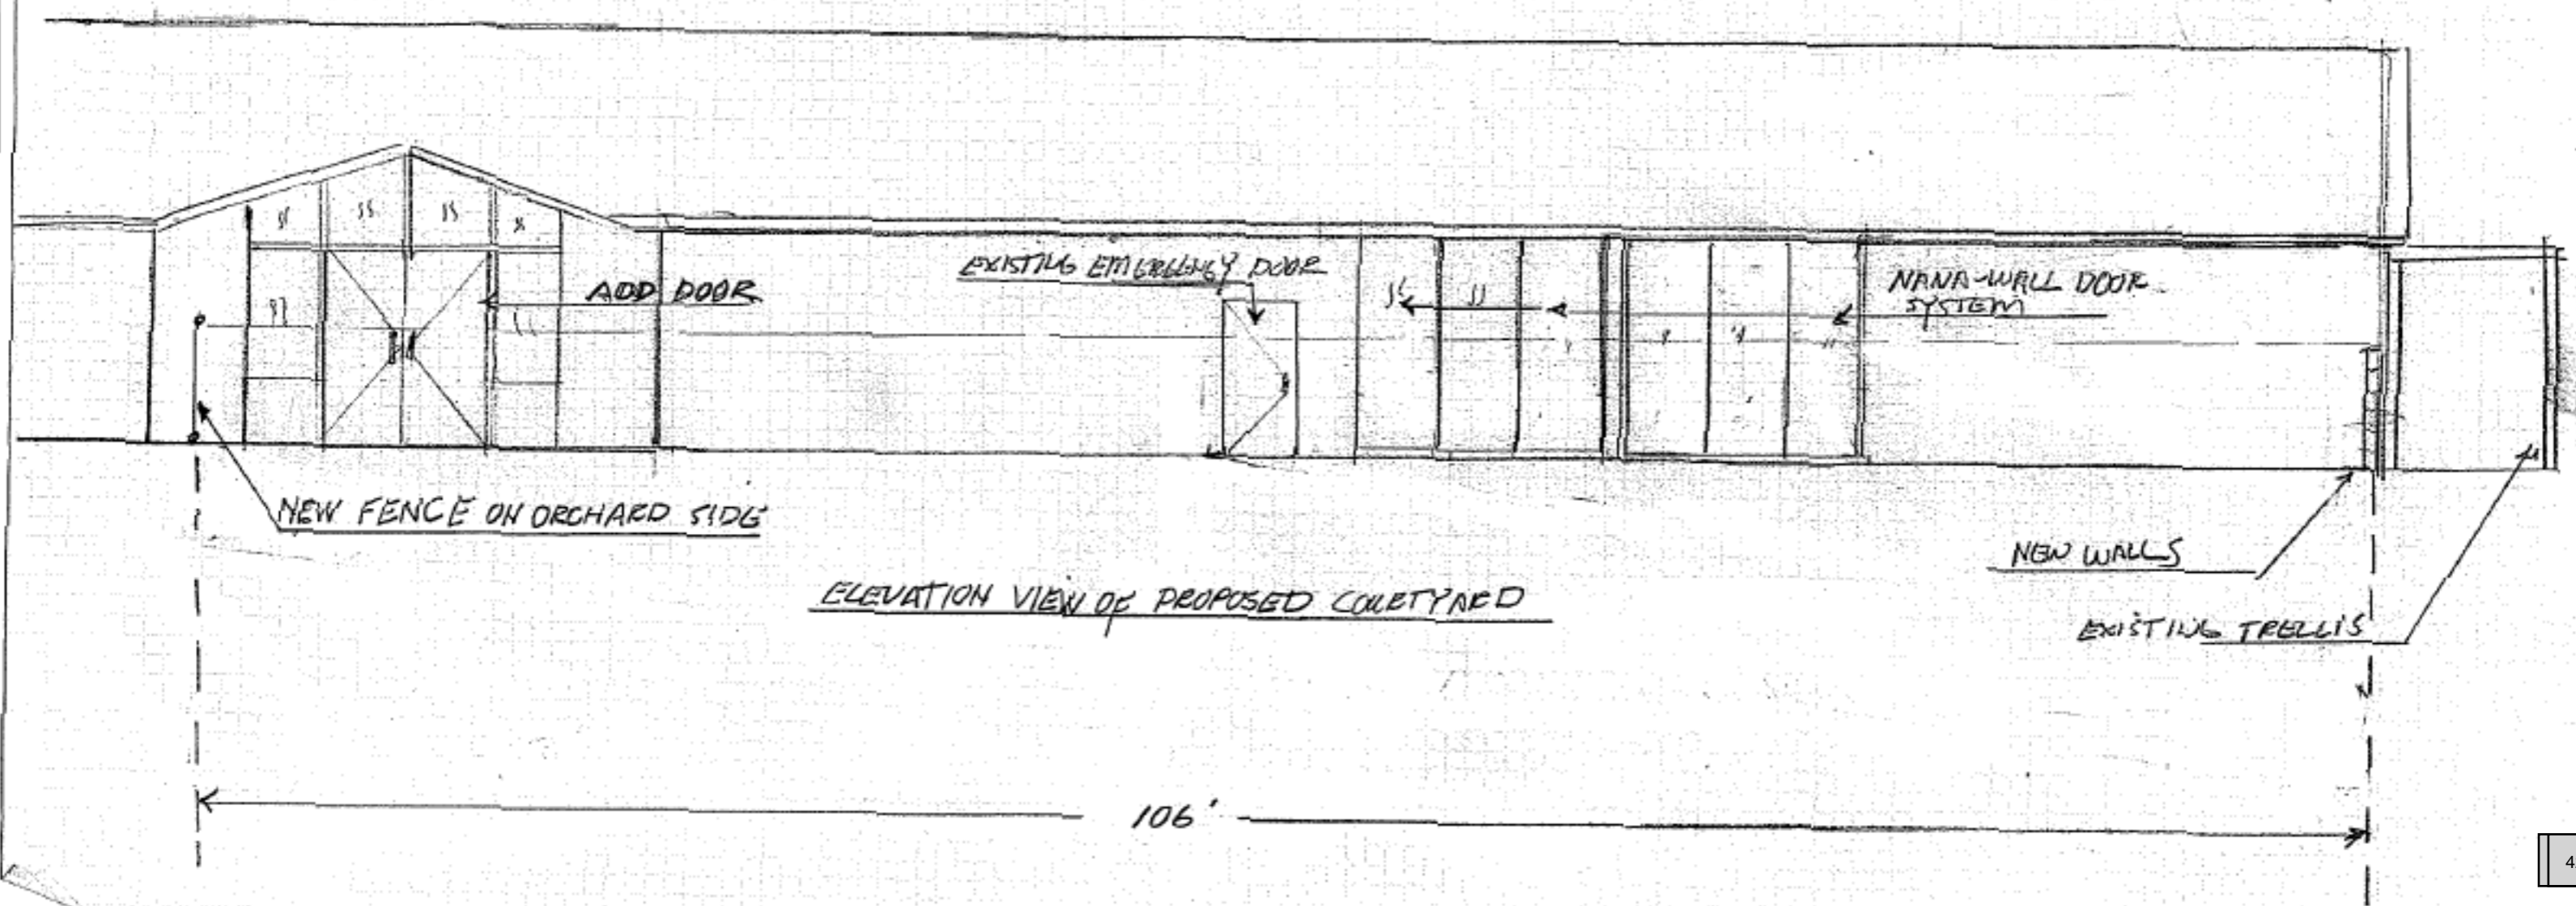 ADD DOOR
EXISTING EMERGENCY DOOR
NANA-WALL DOOR
SYSTEM
NEW FENCE ON ORCHARD SIDE
NEW WALLS
ELEVATION VIEW OF PROPOSED COURTYARD
EXISTING TRELLIS
106'
4